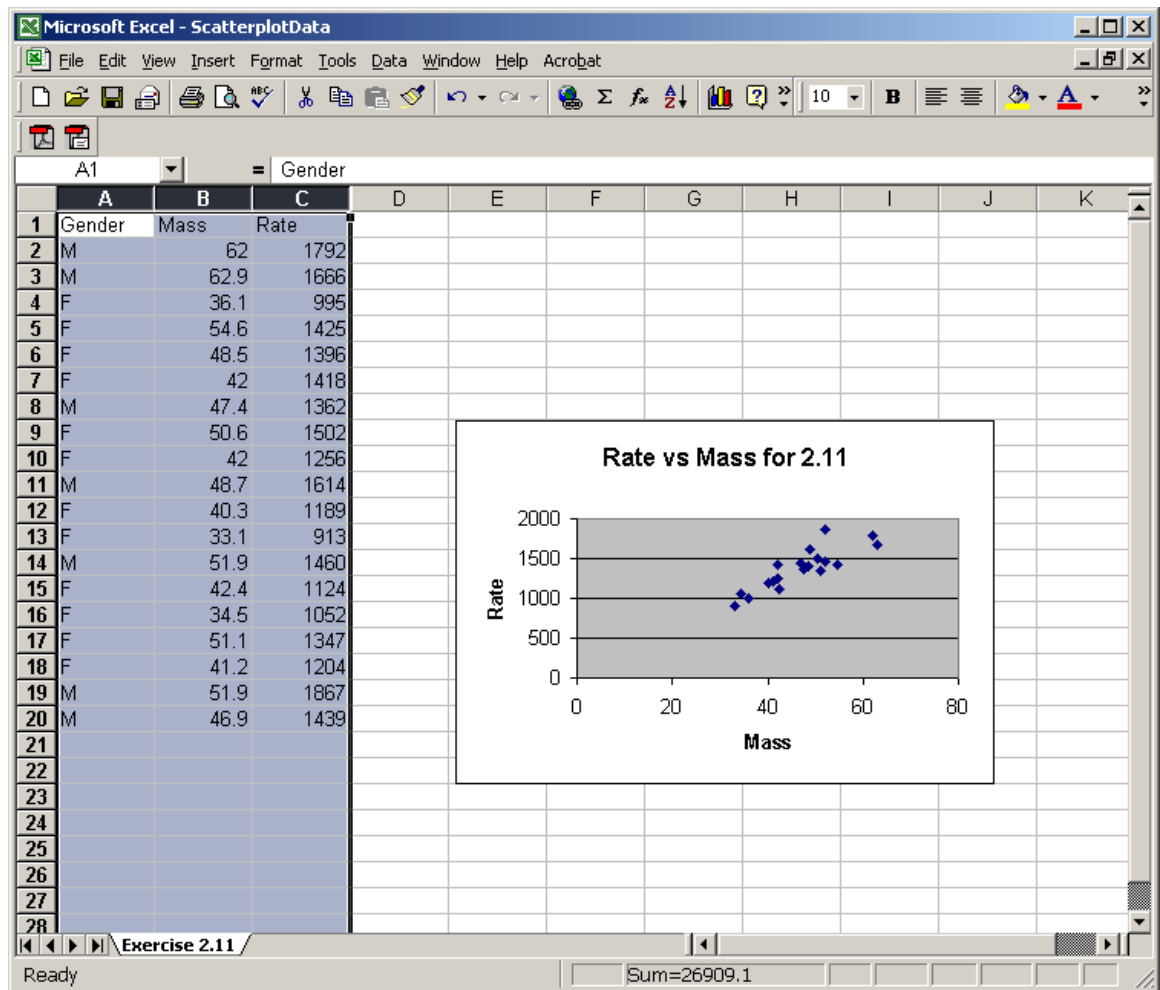 Microsoft Excel - ScatterplotData
File Edit View Insert Format Tools Data Window Help Acrobat
ABC Σ fx A Z ? » 10 B A »
A1 = Gender
A B C D E F G H I J K
1 Gender Mass Rate
2 M 62 1792
3 M 62.9 1666
4 F 36.1 995
5 F 54.6 1425
6 F 48.5 1396
7 F 42 1418
8 M 47.4 1362
9 F 50.6 1502
10 F 42 1256
11 M 48.7 1614
12 F 40.3 1189
13 F 33.1 913
14 M 51.9 1460
15 F 42.4 1124
16 F 34.5 1052
17 F 51.1 1347
18 F 41.2 1204
19 M 51.9 1867
20 M 46.9 1439
21
22
23
24
25
26
27
28
Rate vs Mass for 2.11
2000
1500
1000
500
0
Rate
0 20 40 60 80
Mass
Exercise 2.11
Ready Sum=26909.1